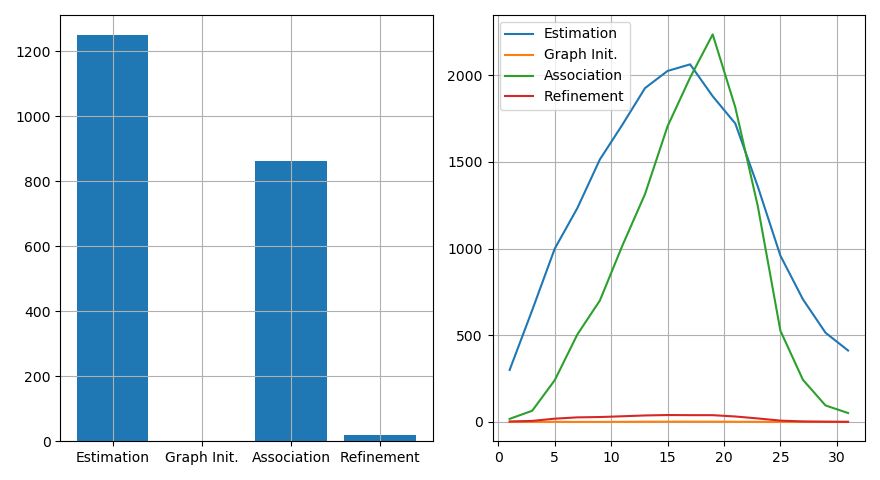 1200
1000
800
600
400
200
0
Estimation Graph Init. Association Refinement
Estimation
Graph Init.
Association
Refinement
2000
1500
1000
500
0
0 5 10 15 20 25 30